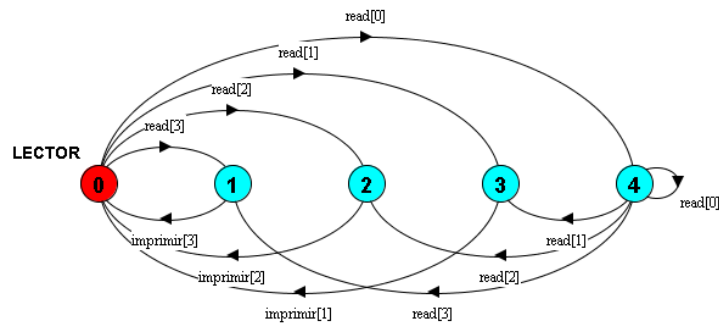 read[0]
read[1]
read[2]
read[3]
LECTOR
0
1
2
3
4
read[0]
imprimir[3]
read[1]
imprimir[2]
read[2]
imprimir[1]
read[3]